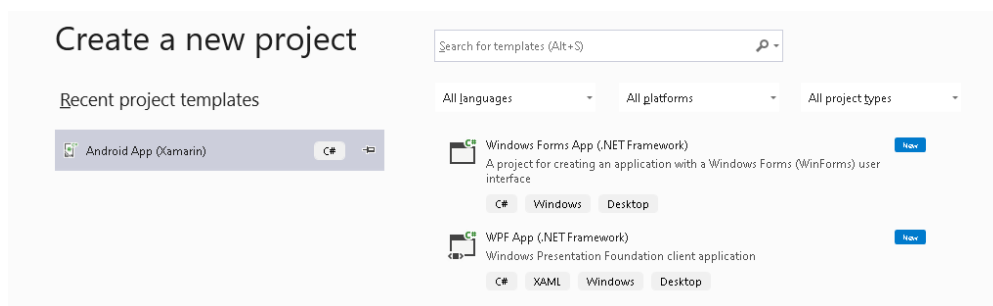 Create a new project
Search for templates (Alt+S)
Recent project templates
All languages
All platforms
All project types
Android App (Xamarin)
C#
Windows Forms App (.NET Framework)
New
A project for creating an application with a Windows Forms (WinForms) user
interface
C# Windows Desktop
WPF App (.NET Framework)
New
Windows Presentation Foundation client application
C# XAML Windows Desktop